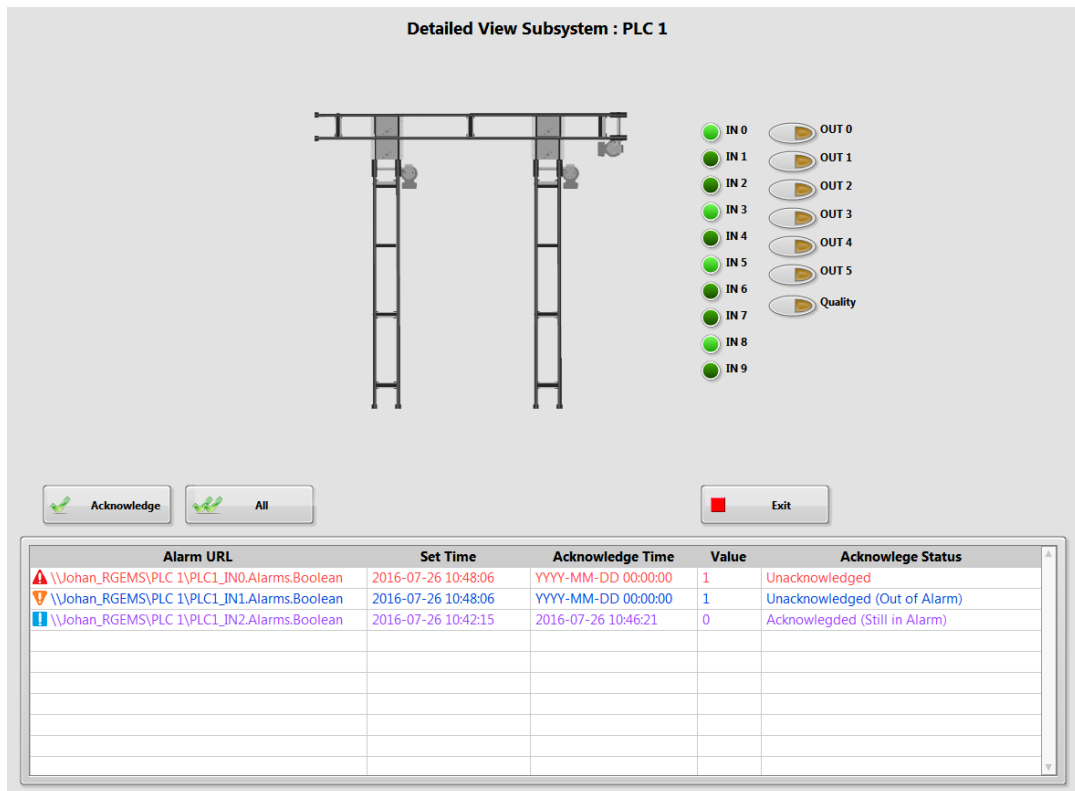 Detailed View Subsystem : PLC 1
IN 0 OUT 0
IN 1 OUT 1
IN 2 OUT 2
IN 3 OUT 3
IN 4 OUT 4
IN 5 OUT 5
IN 6 Quality
IN 7
IN 8
IN 9
Acknowledge All Exit
Alarm URL Set Time Acknowledge Time Value Acknowlege Status
\\Johan_RGEMS\PLC 1\PLC1_IN0.Alarms.Boolean 2016-07-26 10:48:06 YYYY-MM-DD 00:00:00 1 Unacknowledged
\\Johan_RGEMS\PLC 1\PLC1_IN1.Alarms.Boolean 2016-07-26 10:48:06 YYYY-MM-DD 00:00:00 1 Unacknowledged (Out of Alarm)
\\Johan_RGEMS\PLC 1\PLC1_IN2.Alarms.Boolean 2016-07-26 10:42:15 2016-07-26 10:46:21 0 Acknowlegded (Still in Alarm)